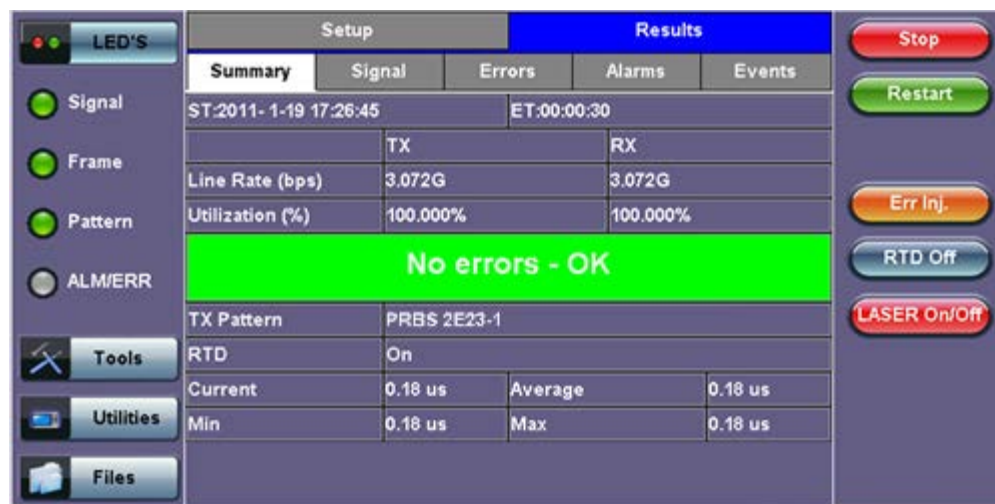 LED'S
Setup
Results
Stop
Summary
Signal
Errors
Alarms
Events
Restart
Signal
ST:2011- 1-19 17:26:45
ET:00:00:30
Frame
TX
RX
Line Rate (bps)
3.072G
3.072G
Pattern
Utilization (%)
100.000%
100.000%
Err Inj.
No errors - OK
RTD Off
ALM/ERR
TX Pattern
PRBS 2E23-1
LASER On/Off
Tools
RTD
On
Current
0.18 us
Average
0.18 us
Utilities
Min
0.18 us
Max
0.18 us
Files